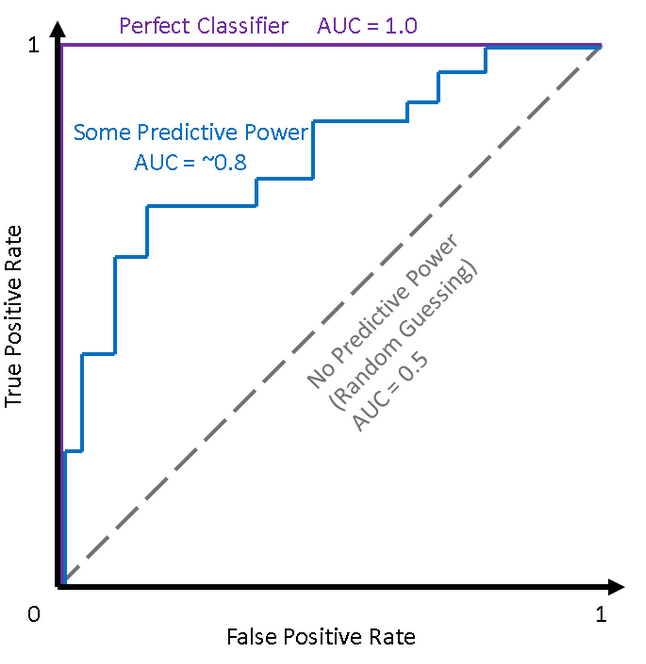 Perfect Classifier AUC = 1.0
1
Some Predictive Power
AUC = ~0.8
True Positive Rate
No Predictive Power
(Random Guessing)
AUC = 0.5
0
1
False Positive Rate